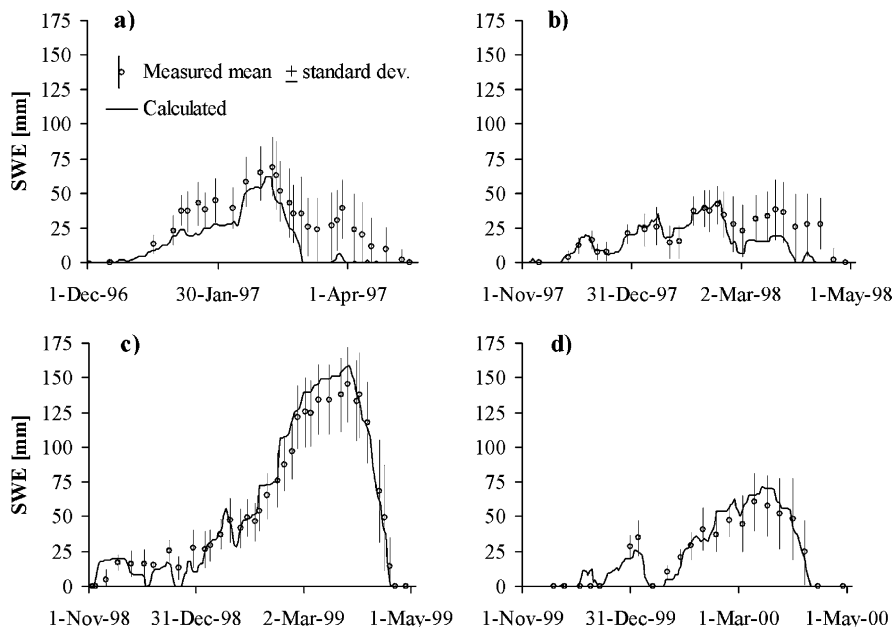 a)
b)
175
150
125
100
75
50
25
0
SWE [mm]
Measured mean ± standard dev.
Calculated
1-Dec-96 30-Jan-97 1-Apr-97
175
150
125
100
75
50
25
0
1-Nov-97 31-Dec-97 2-Mar-98 1-May-98
c)
d)
175
150
125
100
75
50
25
0
SWE [mm]
1-Nov-98 31-Dec-98 2-Mar-99 1-May-99
175
150
125
100
75
50
25
0
1-Nov-99 31-Dec-99 1-Mar-00 1-May-00